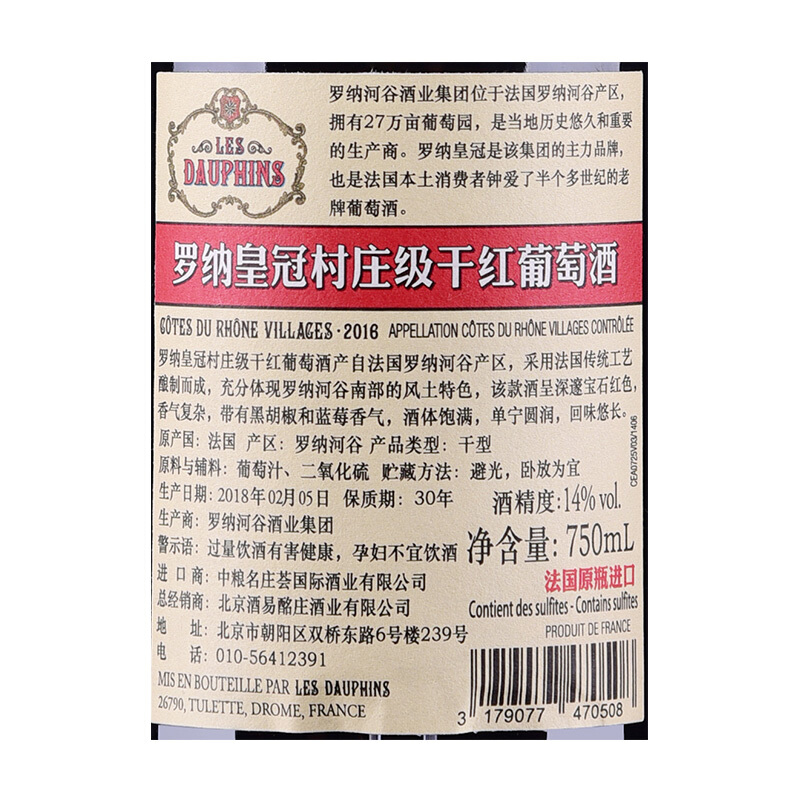 LES
DAUPHINS
罗纳河谷酒业集团位于法国罗纳河谷产区，
拥有27万亩葡萄园，是当地历史悠久和重要
的生产商。罗纳皇冠是该集团的主力品牌，
也是法国本土消费者钟爱了半个多世纪的老
牌葡萄酒。
罗纳皇冠村庄级干红葡萄酒
CÔTES DU RHÔNE VILLAGES · 2016 APPELLATION CÔTES DU RHÔNE VILLAGES CONTRÔLÉE
罗纳皇冠村庄级干红葡萄酒产自法国罗纳河谷产区，采用法国传统工艺
酿制而成，充分体现罗纳河谷南部的风土特色，该款酒呈深邃宝石红色，
香气复杂，带有黑胡椒和蓝莓香气，酒体饱满，单宁圆润，回味悠长。
原产国：法国 产区：罗纳河谷 产品类型：干型
原料与辅料：葡萄汁、二氧化硫 贮藏方法：避光，卧放为宜
生产日期：2018年02月05日 保质期：30年
酒精度:14% vol.
生产商：罗纳河谷酒业集团
警示语：过量饮酒有害健康，孕妇不宜饮酒
净含量：750mL
进口商：中粮名庄荟国际酒业有限公司
法国原瓶进口
总经销商：北京酒易酩庄酒业有限公司
Contient des sulfites - Contains sulfites
地址：北京市朝阳区双桥东路6号楼239号
PRODUIT DE FRANCE
电话：010-56412391
MIS EN BOUTEILLE PAR LES DAUPHINS
26790, TULETTE, DROME, FRANCE
3 179077 470508
CEA0725V03/1406